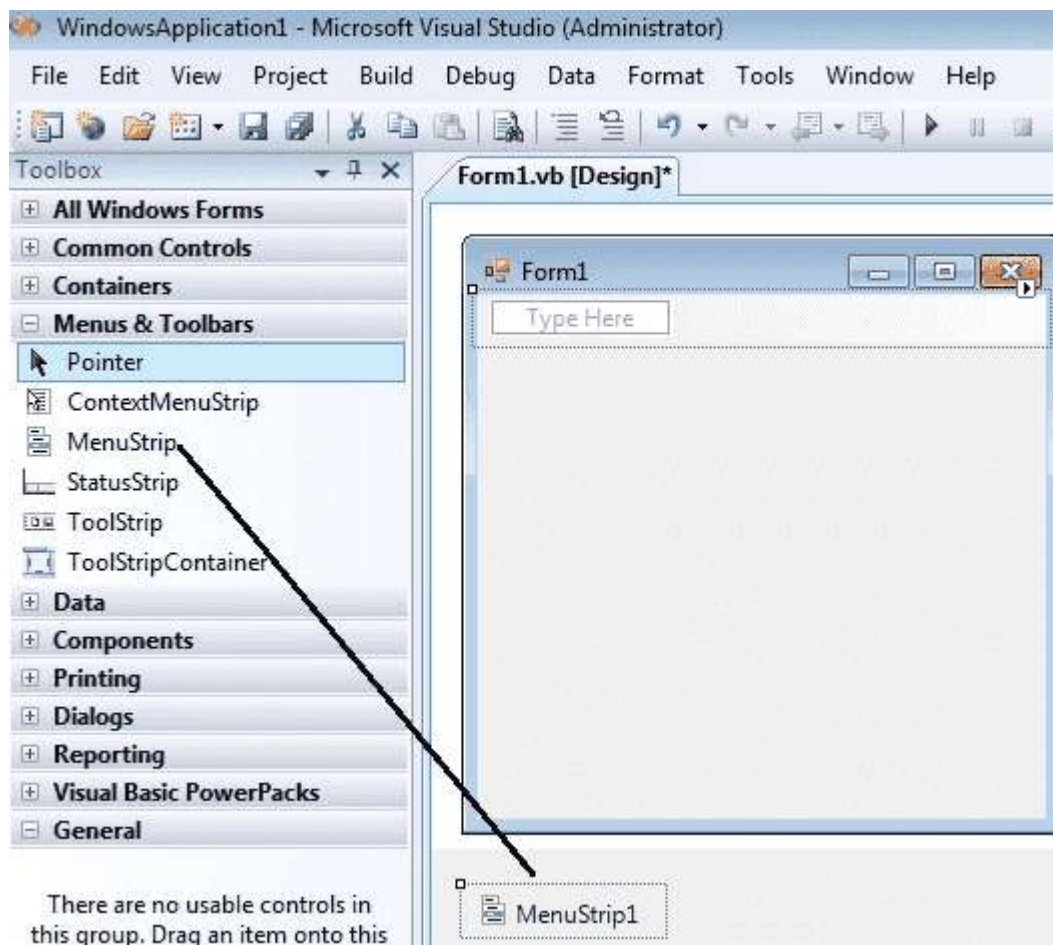 WindowsApplication1 - Microsoft Visual Studio (Administrator)
File Edit View Project Build Debug Data Format Tools Window Help
Toolbox
Form1.vb [Design]*
All Windows Forms
Common Controls
Containers
Menus & Toolbars
Pointer
ContextMenuStrip
MenuStrip
StatusStrip
ToolStrip
ToolStripContainer
Data
Components
Printing
Dialogs
Reporting
Visual Basic PowerPacks
General
There are no usable controls in
this group. Drag an item onto this
Form1
Type Here
MenuStrip1